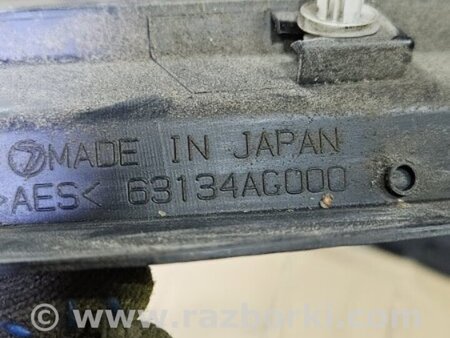 MADE IN JAPAN
>AES< 63134AG000
© www.razborki.com